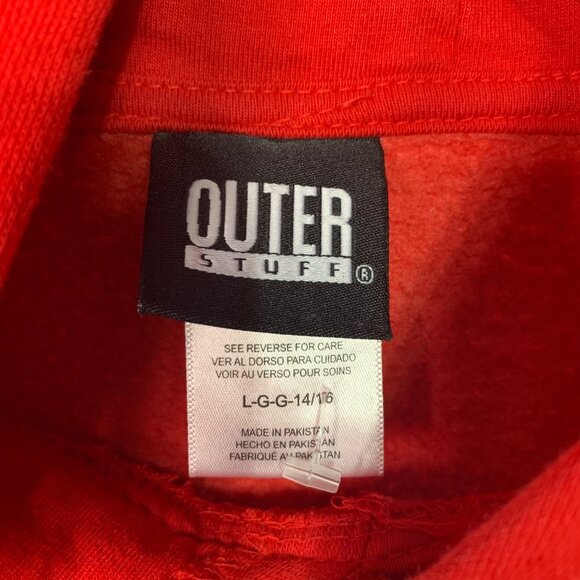 OUTER
STUFF®
SEE REVERSE FOR CARE
VER AL DORSO PARA CUIDADO
VOIR AU VERSO POUR SOINS
L-G-G-14/16
MADE IN PAKISTAN
HECHO EN PAKISTAN
FABRIQUÉ AU PAKISTAN